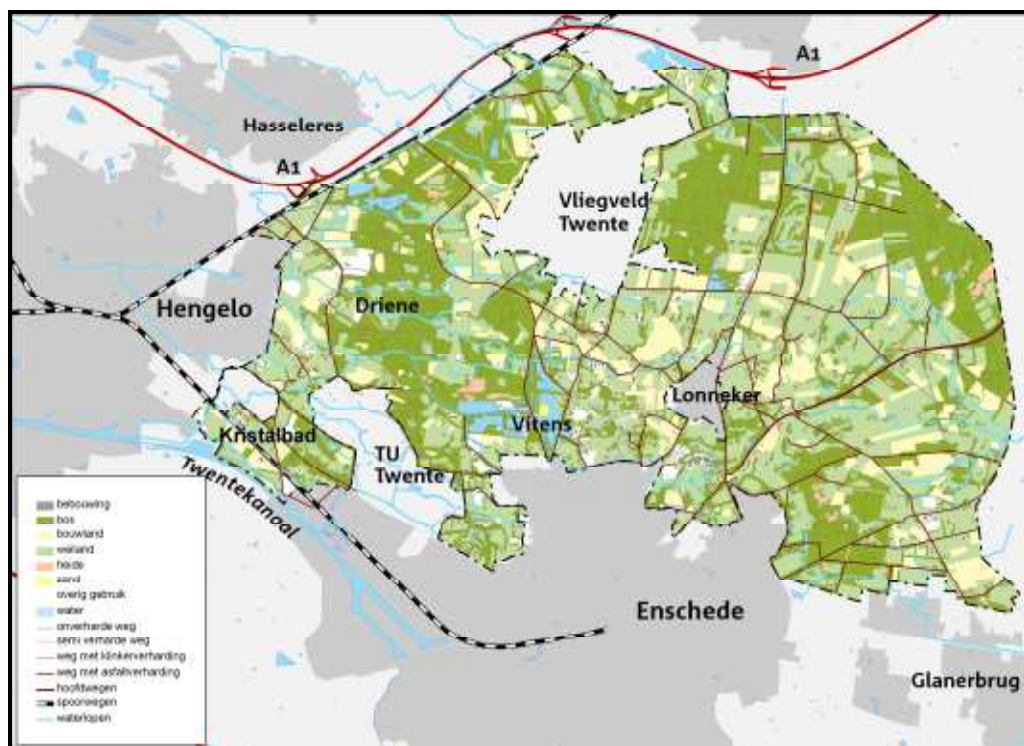 A1
Hasseleres
A1
Vliegveld
Twente
Hengelo
Driene
Lonneker
Vitens
Kristalbad
TU
Twente
Twentekanaal
Enschede
Glanerbrug
bebouwing
bos
bouwland
weiland
heide
zand
overig gebruik
water
onverharde weg
semi verharde weg
weg met klinkerverharding
weg met asfaltverharding
hoofdwegen
spoorwegen
waterlopen